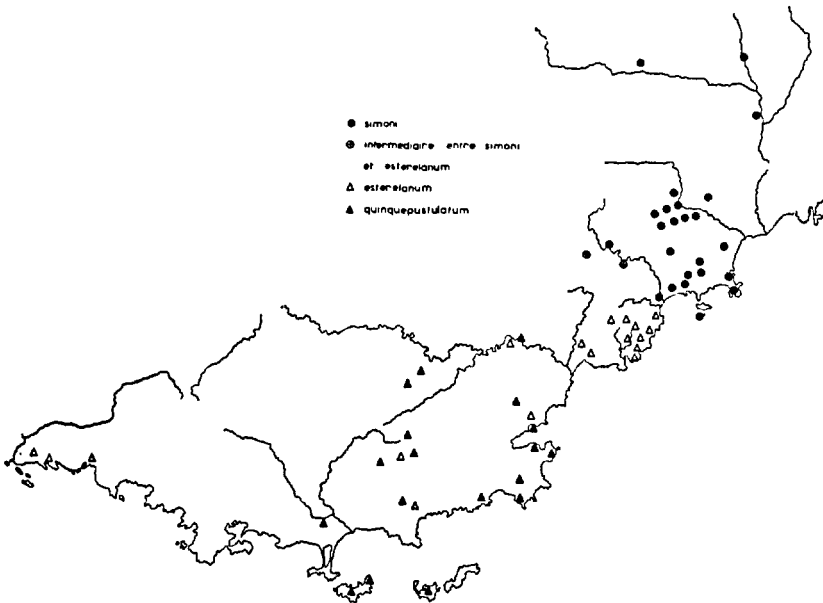 simoni
intermediaire entre simoni
et esterelanum
esterelanum
quinquepustulatum